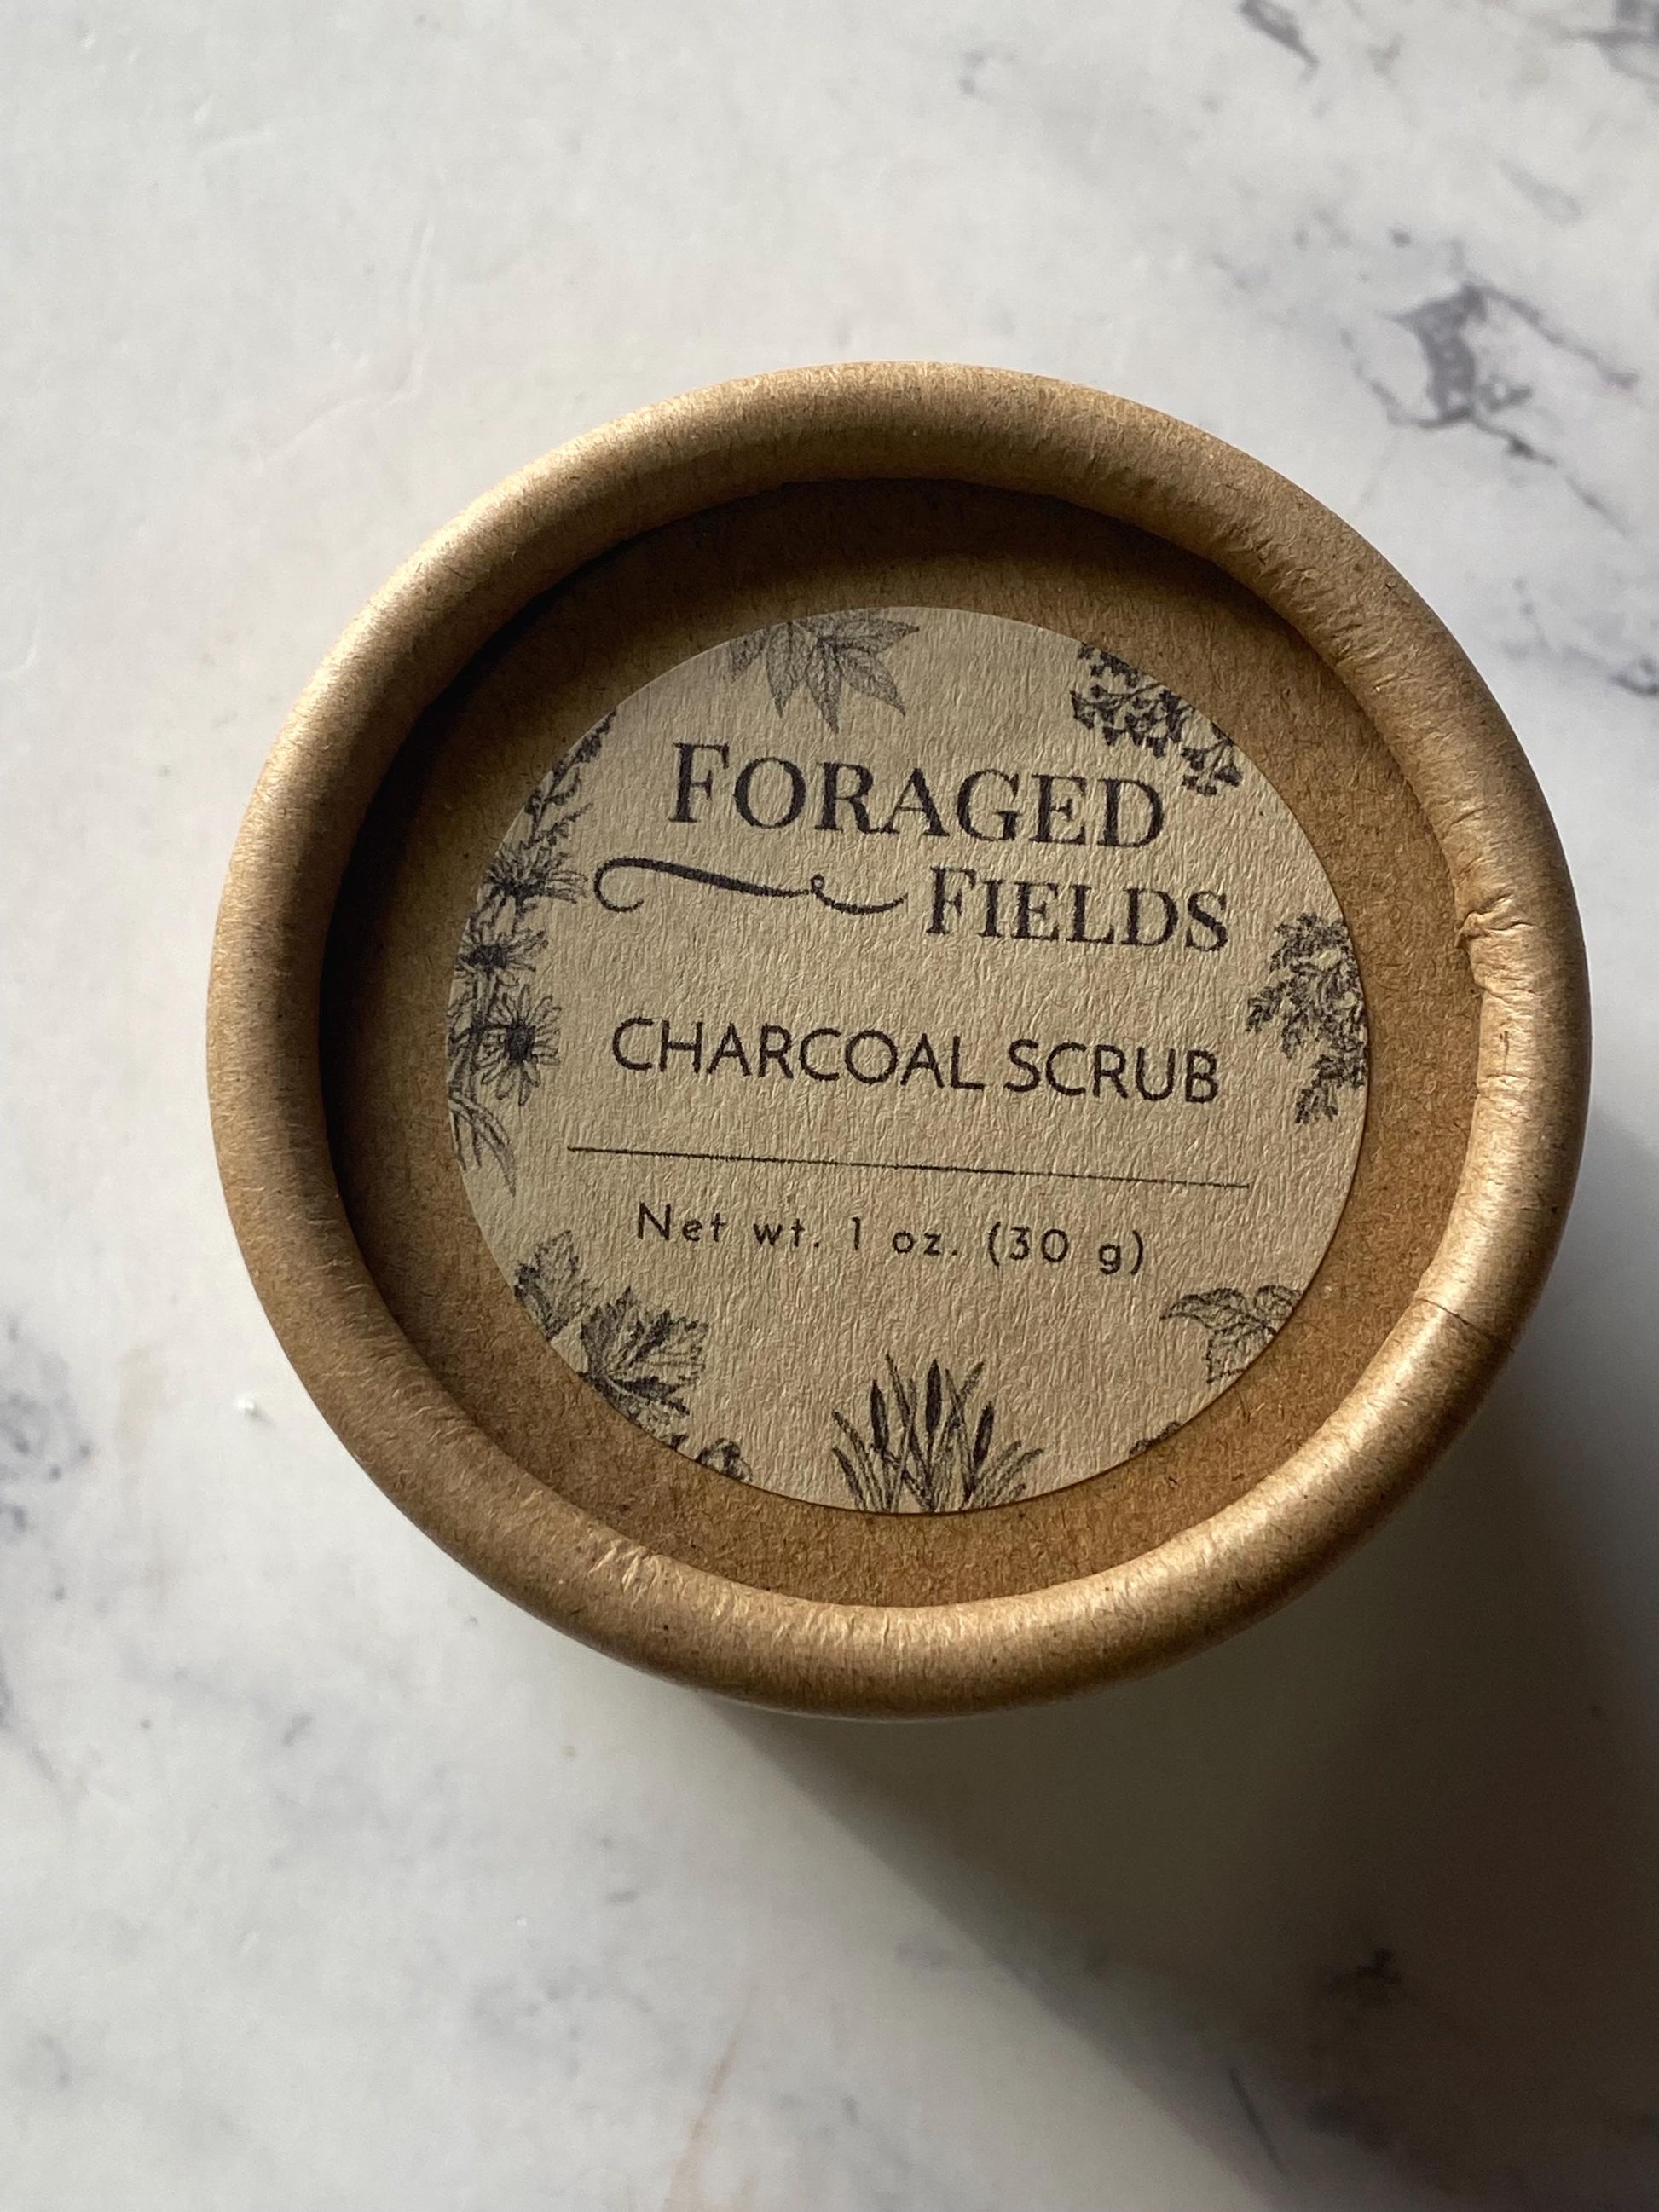 FORAGED
FIELDS
CHARCOAL SCRUB
Net wt. 1 oz. (30 g)